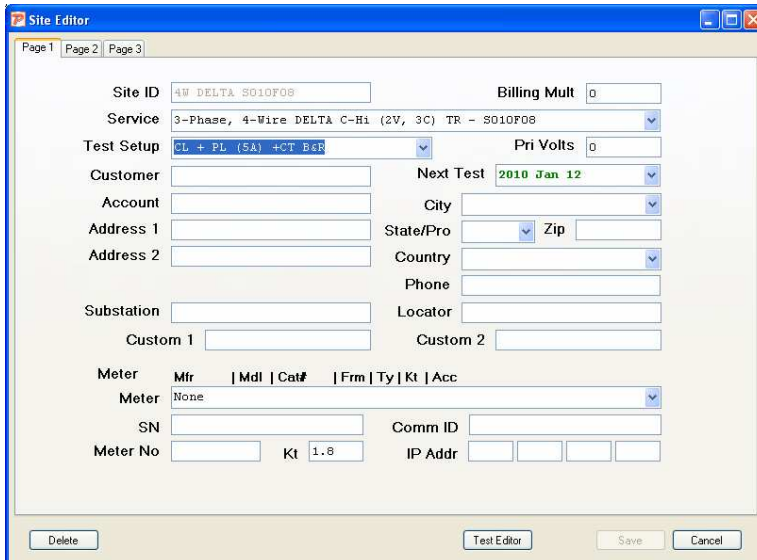 Site Editor
Page 1 Page 2 Page 3
Site ID 4W DELTA S010F08 Billing Mult 0
Service 3-Phase, 4-Wire DELTA C-Hi (2V, 3C) TR - S010F08
Test Setup CL + PL (5A) +CT B&R Pri Volts 0
Customer Next Test 2010 Jan 12
Account City
Address 1 State/Pro Zip
Address 2 Country
Phone
Substation Locator
Custom 1 Custom 2
Meter Mfr | Mdl | Cat# | Frm | Ty | Kt | Acc
Meter None
SN Comm ID
Meter No Kt 1.8 IP Addr
Delete Test Editor Save Cancel